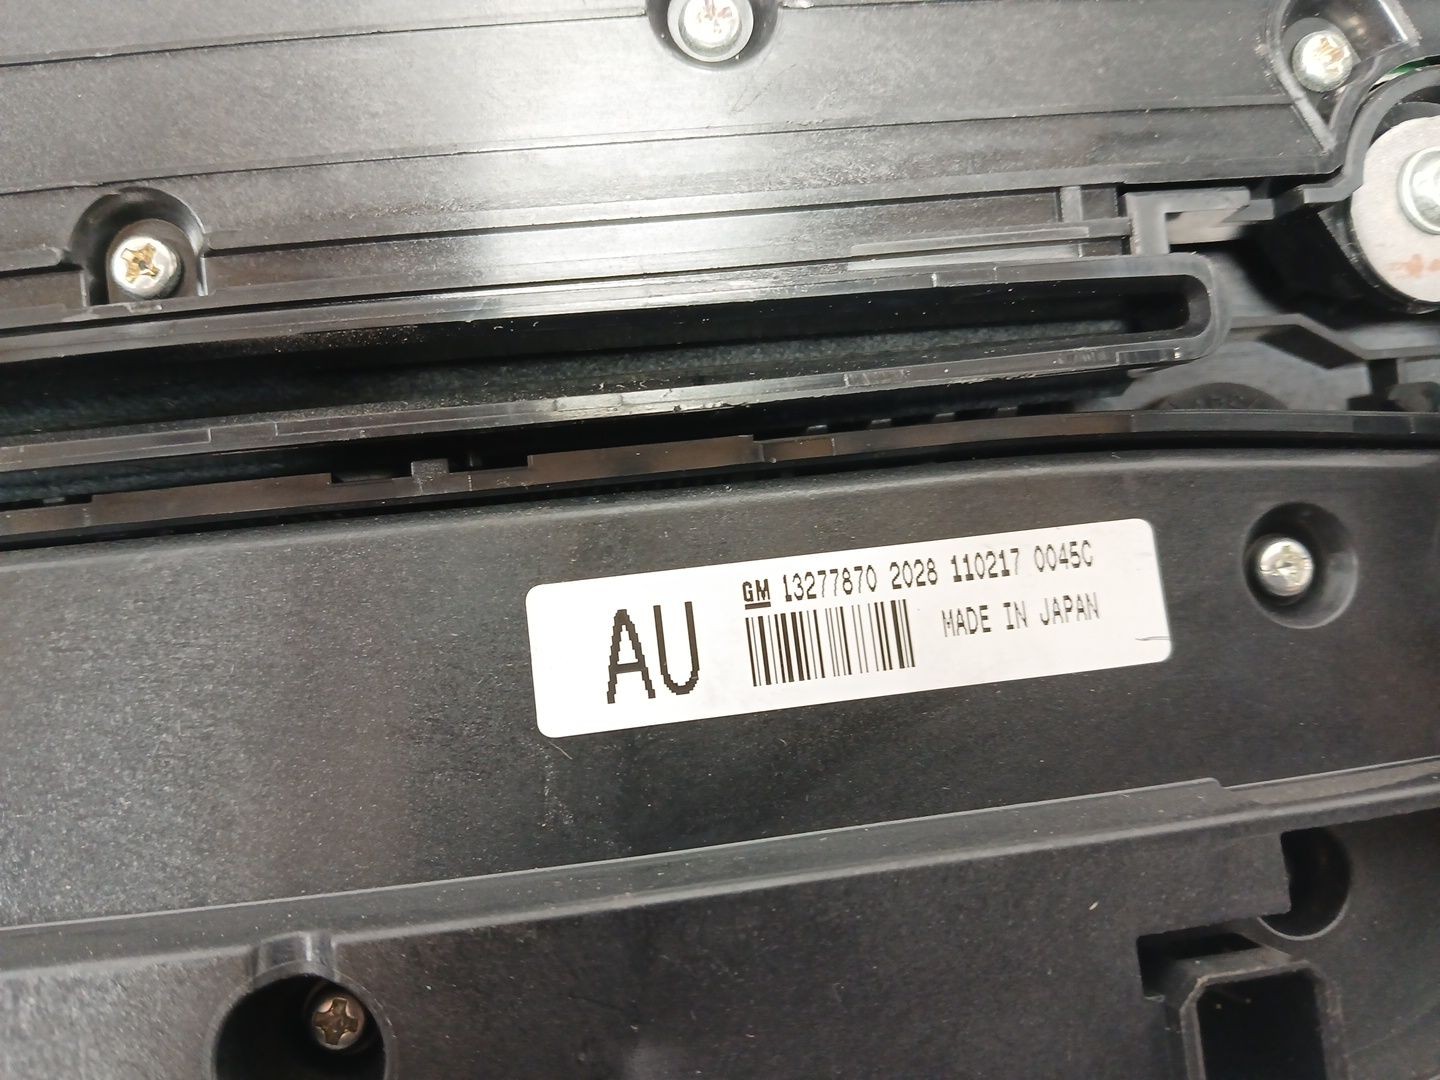 AU
GM 13277870 2028 110217 0045C
MADE IN JAPAN